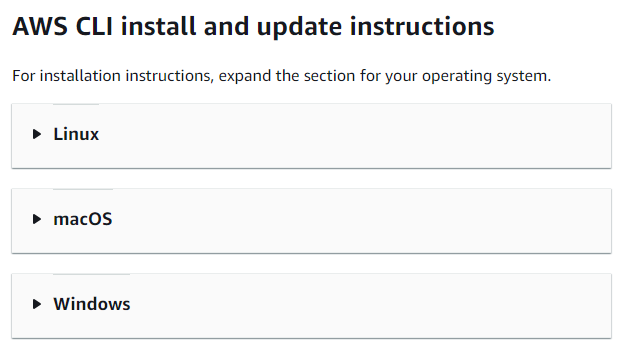 AWS CLI install and update instructions
For installation instructions, expand the section for your operating system.
Linux
macOS
Windows